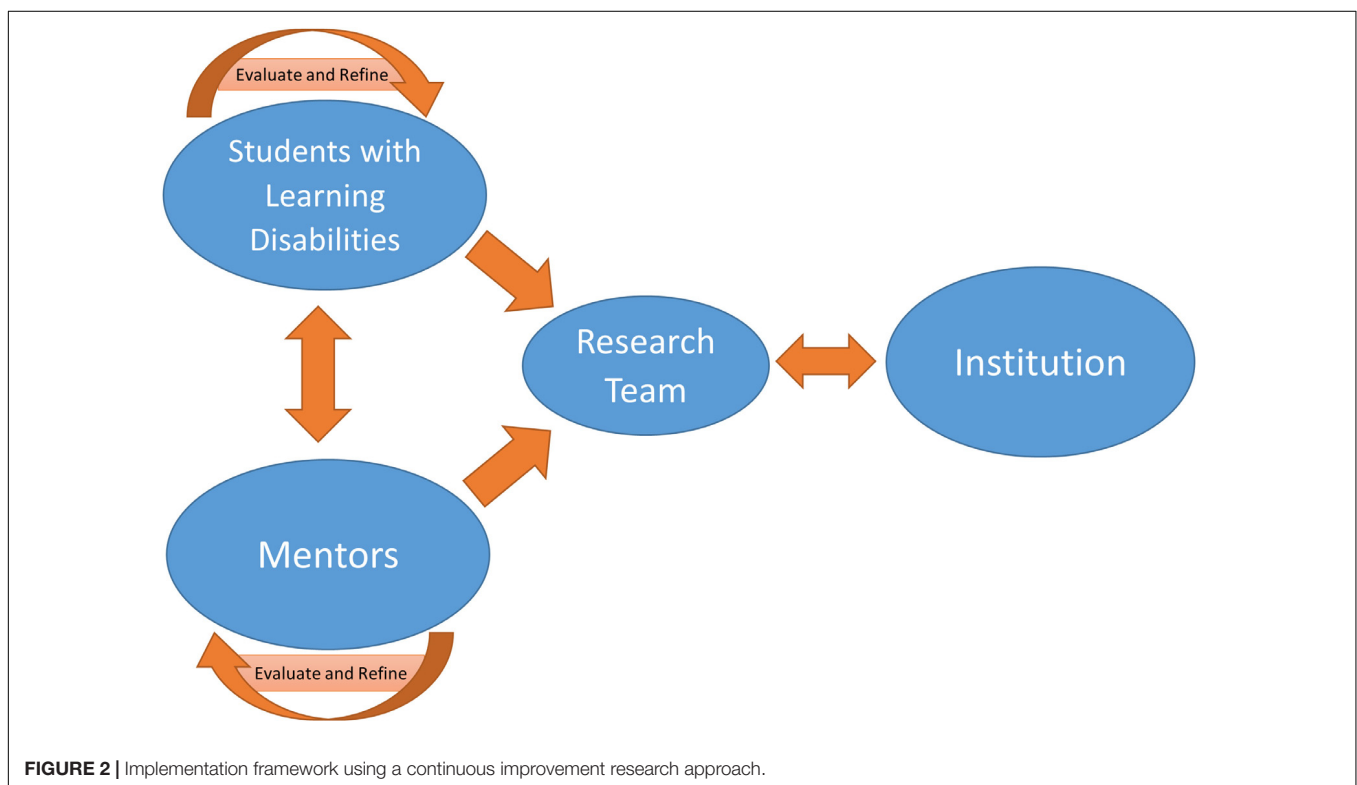 Evaluate and Refine
Students with
Learning
Disabilities
Research
Team
Institution
Mentors
Evaluate and Refine
FIGURE 2 | Implementation framework using a continuous improvement research approach.